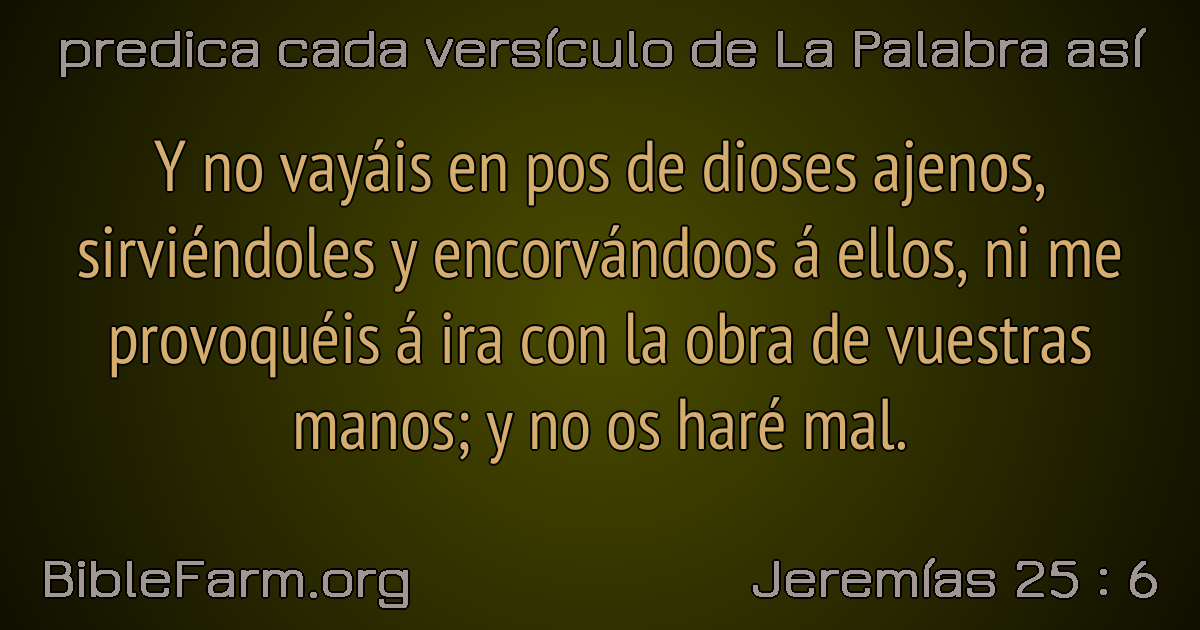 predica cada versículo de La Palabra así
Y no vayáis en pos de dioses ajenos,
sirviéndoles y encorvándoos á ellos, ni me
provoquéis á ira con la obra de vuestras
manos; y no os haré mal.
BibleFarm.org
Jeremías 25 : 6